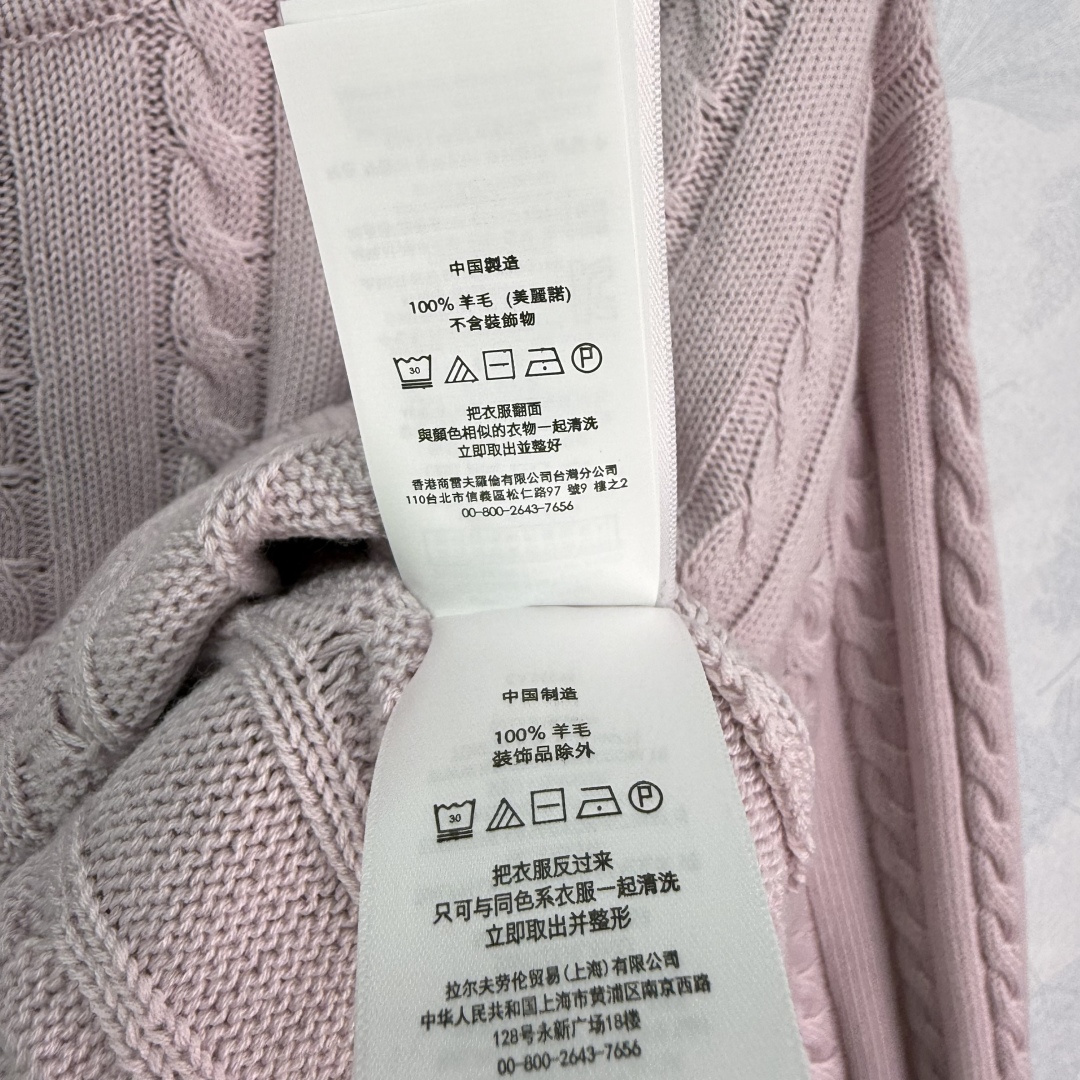 中国製造
100% 羊毛 (美麗諾)
不含裝飾物
30
P
把衣服翻面
與顏色相似的衣物一起清洗
立即取出並整好
香港商雷夫羅倫有限公司台灣分公司
110台北市信義區松仁路97 號9 樓之2
00-800-2643-7656
中国制造
100% 羊毛
装饰品除外
30
P
把衣服反过来
只可与同色系衣服一起清洗
立即取出并整形
拉尔夫劳伦贸易(上海)有限公司
中华人民共和国上海市黄浦区南京西路
128号永新广场18楼
00-800-2643-7656